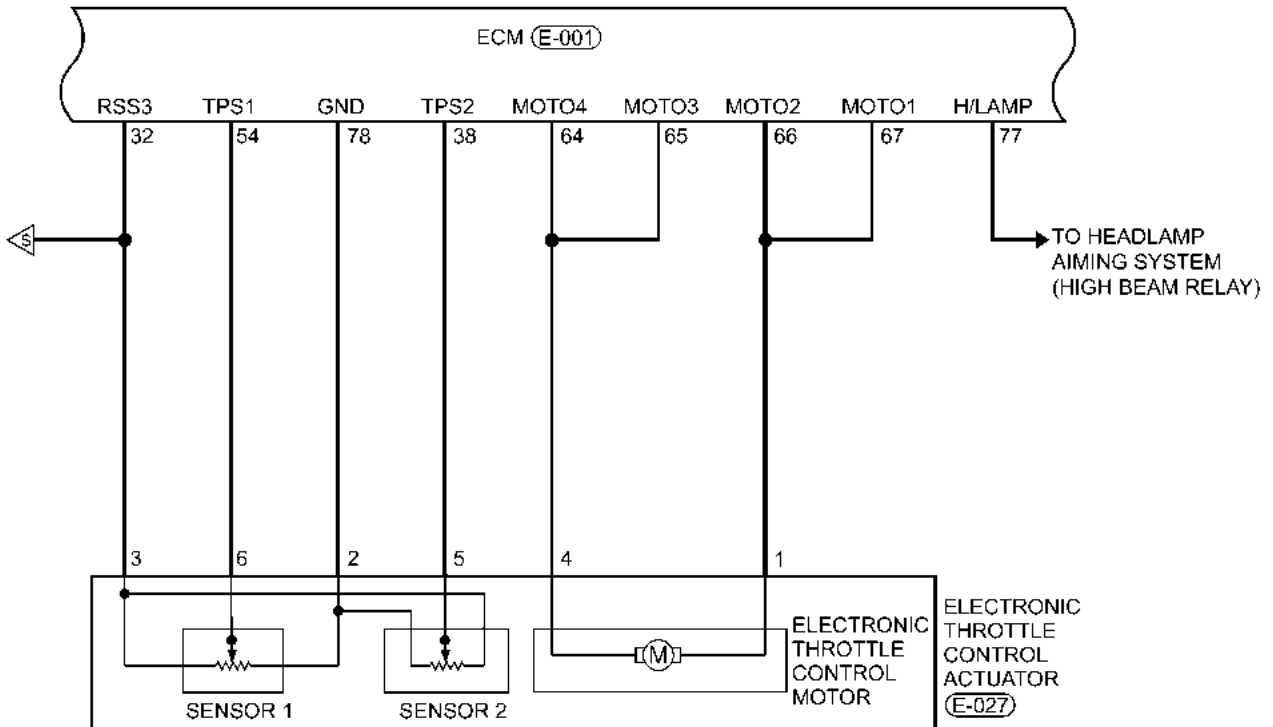 ECM E-001
RSS3 TPS1 GND TPS2 MOTO4 MOTO3 MOTO2 MOTO1 H/LAMP
32 54 78 38 64 65 66 67 77
S
TO HEADLAMP
AIMING SYSTEM
(HIGH BEAM RELAY)
3 6 2 5 4 1
ELECTRONIC
THROTTLE
CONTROL
MOTOR
M
SENSOR 1 SENSOR 2
ELECTRONIC
THROTTLE
CONTROL
ACTUATOR
E-027